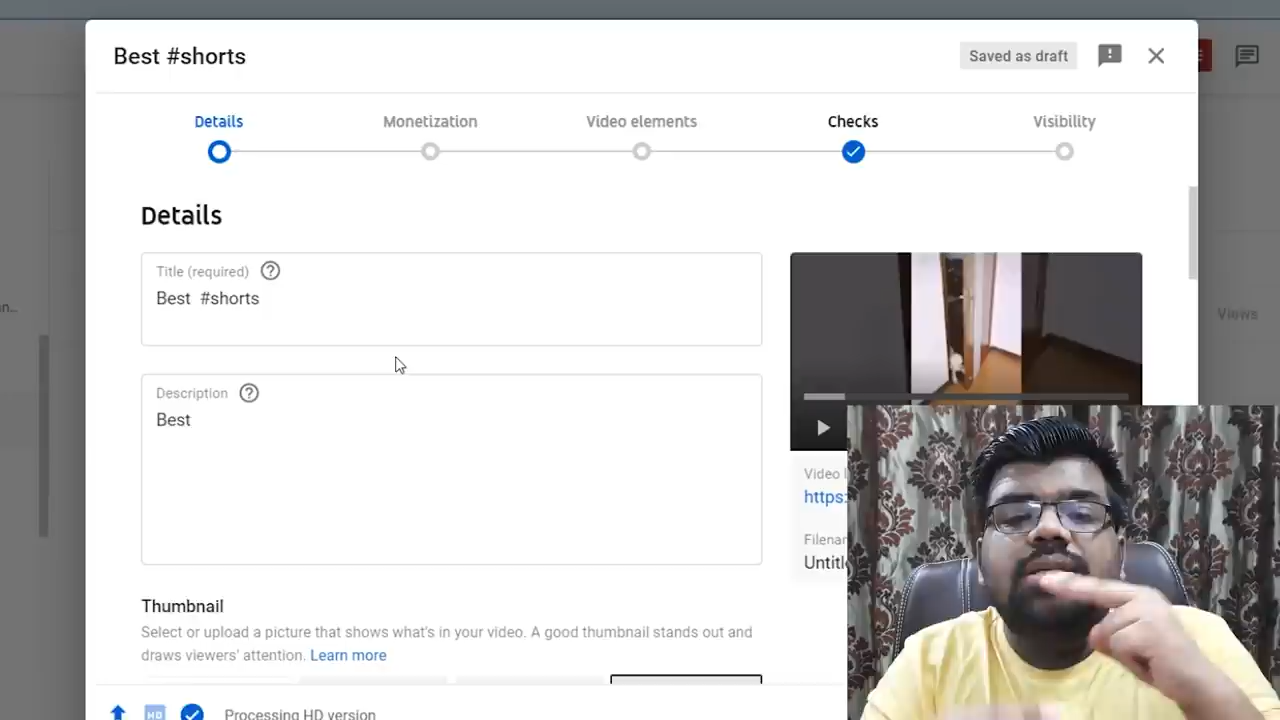 Best #shorts
Saved as draft
Details
Monetization
Video elements
Checks
Visibility
Details
Title (required)
Best  #shorts
Description
Best
Video
https:
Views
Thumbnail
Select or upload a picture that shows what's in your video. A good thumbnail stands out and
draws viewers' attention. Learn more
HD
Processing HD version